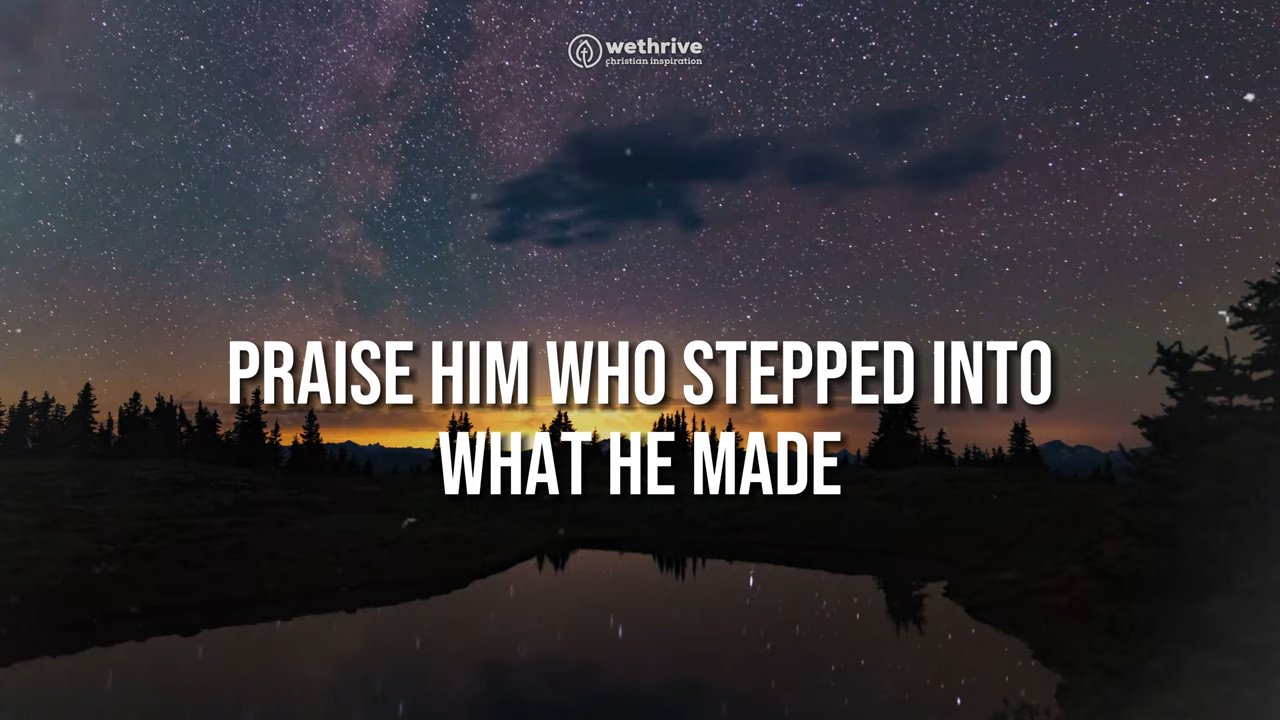 wethrive
christian inspiration
PRAISE HIM WHO STEPPED INTO
WHAT HE MADE